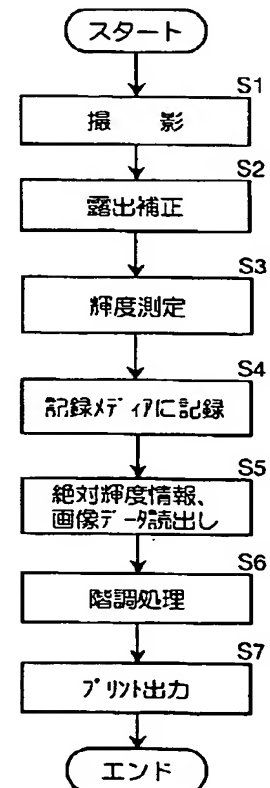 スタート
S1
撮 影
S2
露出補正
S3
輝度測定
S4
記録メディアに記録
S5
絶対輝度情報、
画像データ読出し
S6
階調処理
S7
プリント出力
エンド